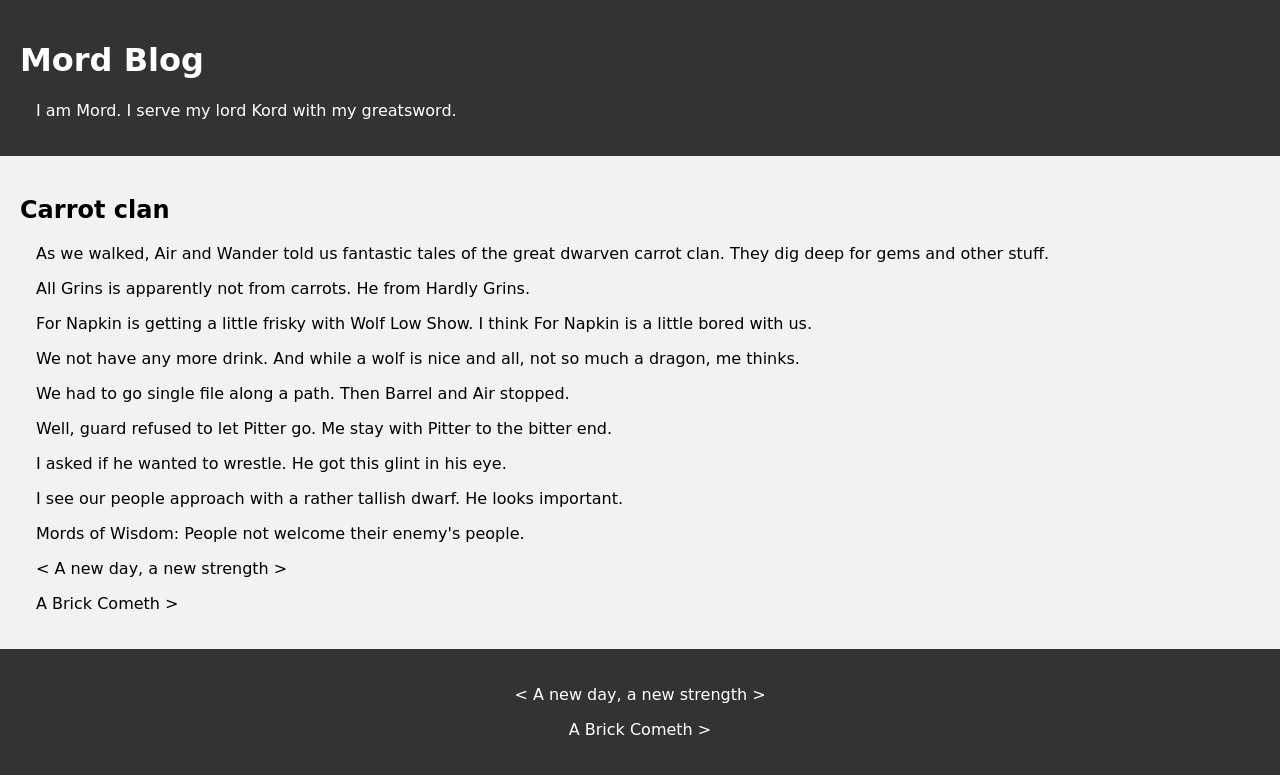 Mord Blog
I am Mord. I serve my lord Kord with my greatsword.
Carrot clan
As we walked, Air and Wander told us fantastic tales of the great dwarven carrot clan. They dig deep for gems and other stuff.
All Grins is apparently not from carrots. He from Hardly Grins.
For Napkin is getting a little frisky with Wolf Low Show. I think For Napkin is a little bored with us.
We not have any more drink. And while a wolf is nice and all, not so much a dragon, me thinks.
We had to go single file along a path. Then Barrel and Air stopped.
Well, guard refused to let Pitter go. Me stay with Pitter to the bitter end.
I asked if he wanted to wrestle. He got this glint in his eye.
I see our people approach with a rather tallish dwarf. He looks important.
Mords of Wisdom: People not welcome their enemy's people.
< A new day, a new strength >
A Brick Cometh >
< A new day, a new strength >
A Brick Cometh >